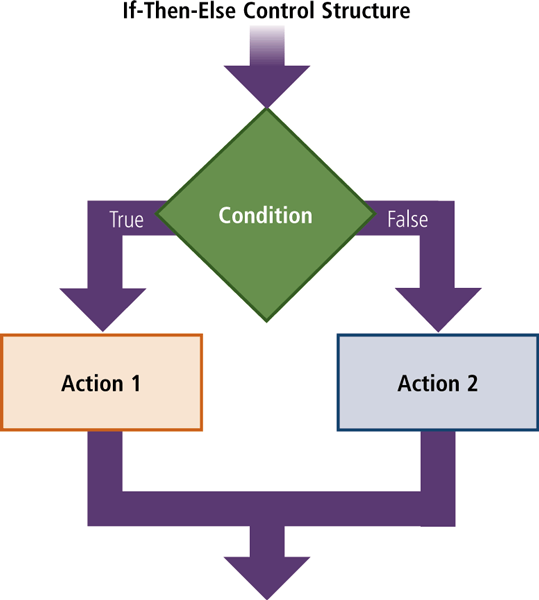 If-Then-Else Control Structure
Condition
True
False
Action 1
Action 2